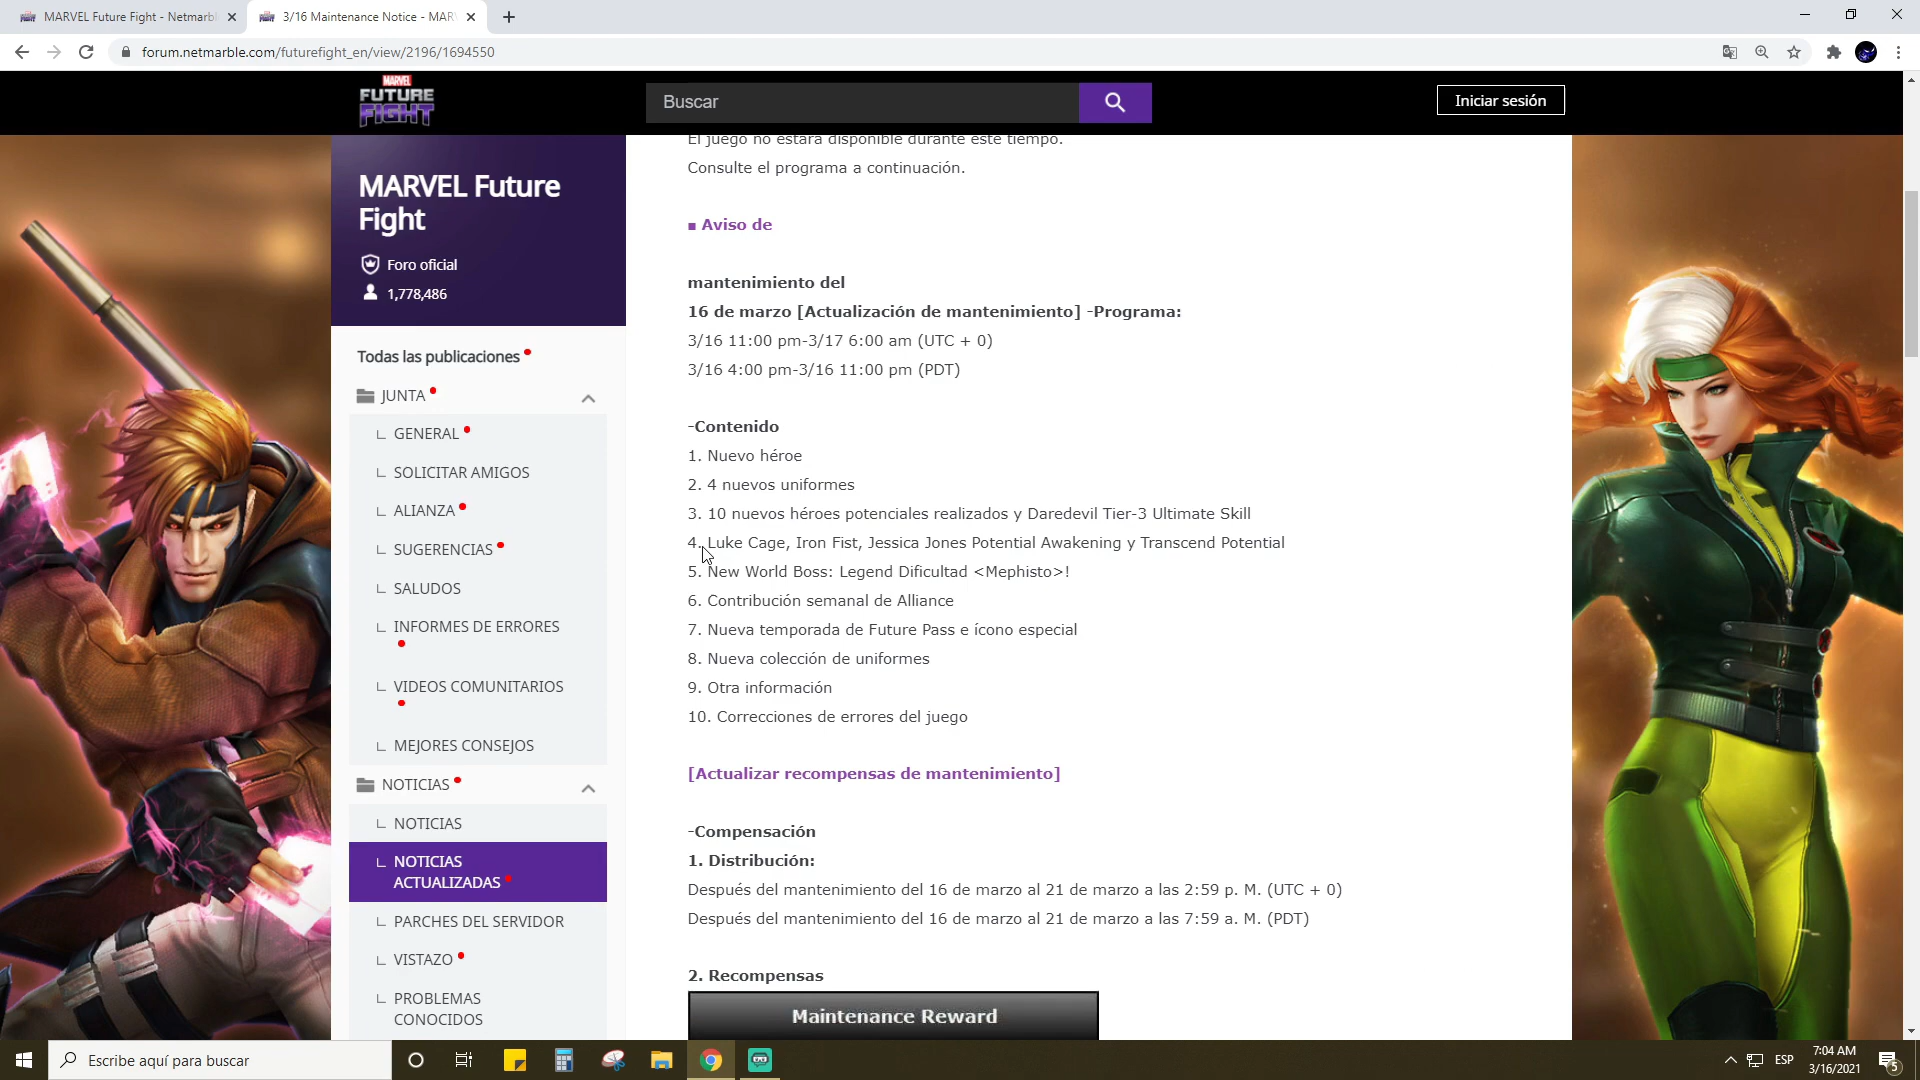 MARVEL Future Fight - Netmarbl
3/16 Maintenance Notice - MAR
forum.netmarble.com/futurefight_en/view/2196/1694550
MARVEL
FUTURE
FIGHT
Buscar
Iniciar sesión
MARVEL Future
Fight
Foro oficial
1,778,486
Todas las publicaciones
JUNTA
GENERAL
SOLICITAR AMIGOS
ALIANZA
SUGERENCIAS
SALUDOS
INFORMES DE ERRORES
VIDEOS COMUNITARIOS
MEJORES CONSEJOS
NOTICIAS
NOTICIAS
NOTICIAS
ACTUALIZADAS
PARCHES DEL SERVIDOR
VISTAZO
PROBLEMAS
CONOCIDOS
El juego no estará disponible durante este tiempo.
Consulte el programa a continuación.
■ Aviso de
mantenimiento del
16 de marzo [Actualización de mantenimiento] -Programa:
3/16 11:00 pm-3/17 6:00 am (UTC + 0)
3/16 4:00 pm-3/16 11:00 pm (PDT)
-Contenido
1. Nuevo héroe
2. 4 nuevos uniformes
3. 10 nuevos héroes potenciales realizados y Daredevil Tier-3 Ultimate Skill
4. Luke Cage, Iron Fist, Jessica Jones Potential Awakening y Transcend Potential
5. New World Boss: Legend Dificultad <Mephisto>!
6. Contribución semanal de Alliance
7. Nueva temporada de Future Pass e ícono especial
8. Nueva colección de uniformes
9. Otra información
10. Correcciones de errores del juego
[Actualizar recompensas de mantenimiento]
-Compensación
1. Distribución:
Después del mantenimiento del 16 de marzo al 21 de marzo a las 2:59 p. M. (UTC + 0)
Después del mantenimiento del 16 de marzo al 21 de marzo a las 7:59 a. M. (PDT)
2. Recompensas
Maintenance Reward
Escribe aquí para buscar
ESP
7:04 AM
3/16/2021
5